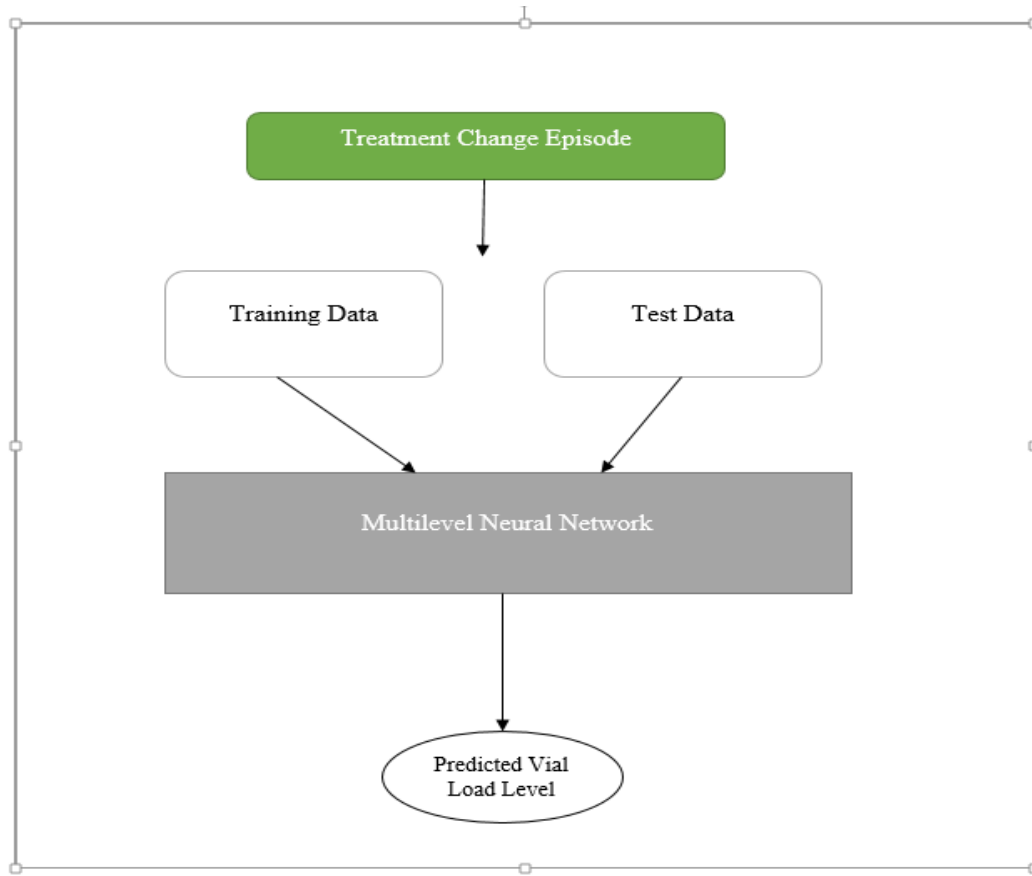 Treatment Change Episode
Training Data
Test Data
Multilevel Neural Network
Predicted Vial
Load Level